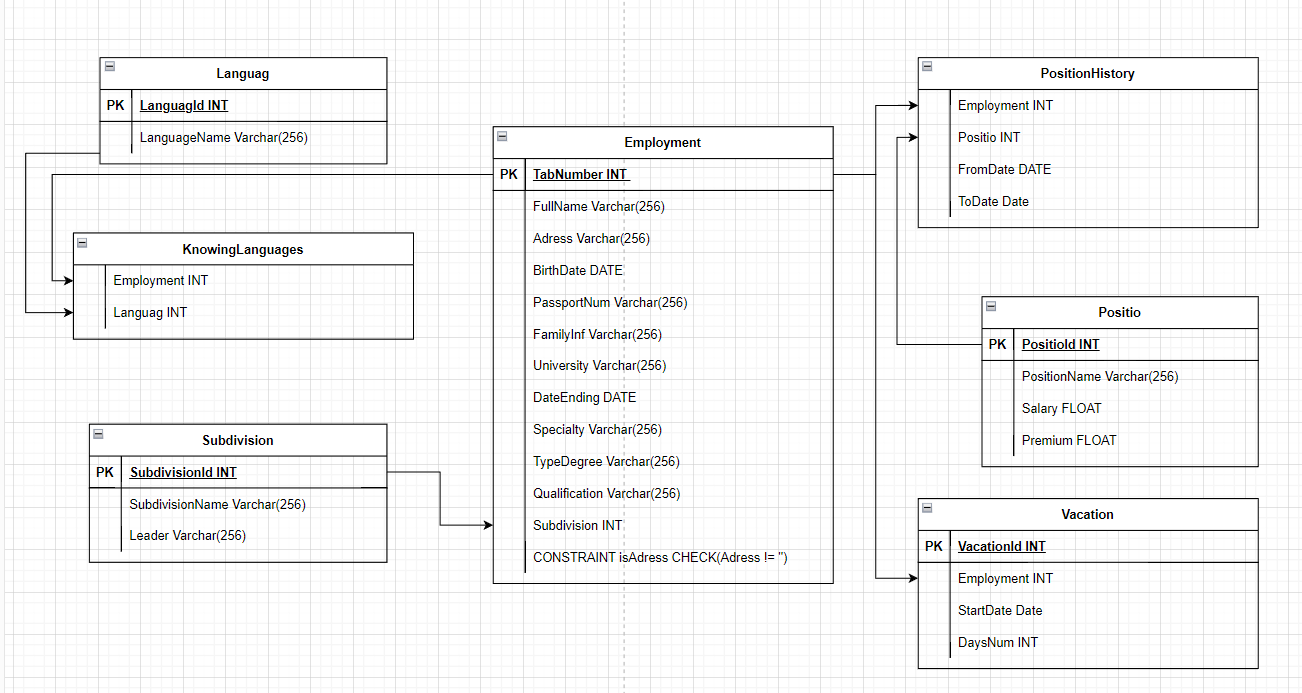 Languag
PK LanguagId INT
LanguageName Varchar(256)
KnowingLanguages
Employment INT
Languag INT
Subdivision
PK SubdivisionId INT
SubdivisionName Varchar(256)
Leader Varchar(256)
Employment
PK TabNumber INT
FullName Varchar(256)
Adress Varchar(256)
BirthDate DATE
PassportNum Varchar(256)
FamilyInf Varchar(256)
University Varchar(256)
DateEnding DATE
Specialty Varchar(256)
TypeDegree Varchar(256)
Qualification Varchar(256)
Subdivision INT
CONSTRAINT isAdress CHECK(Adress != '')
PositionHistory
Employment INT
Positio INT
FromDate DATE
ToDate Date
Positio
PK PositioId INT
PositionName Varchar(256)
Salary FLOAT
Premium FLOAT
Vacation
PK VacationId INT
Employment INT
StartDate Date
DaysNum INT